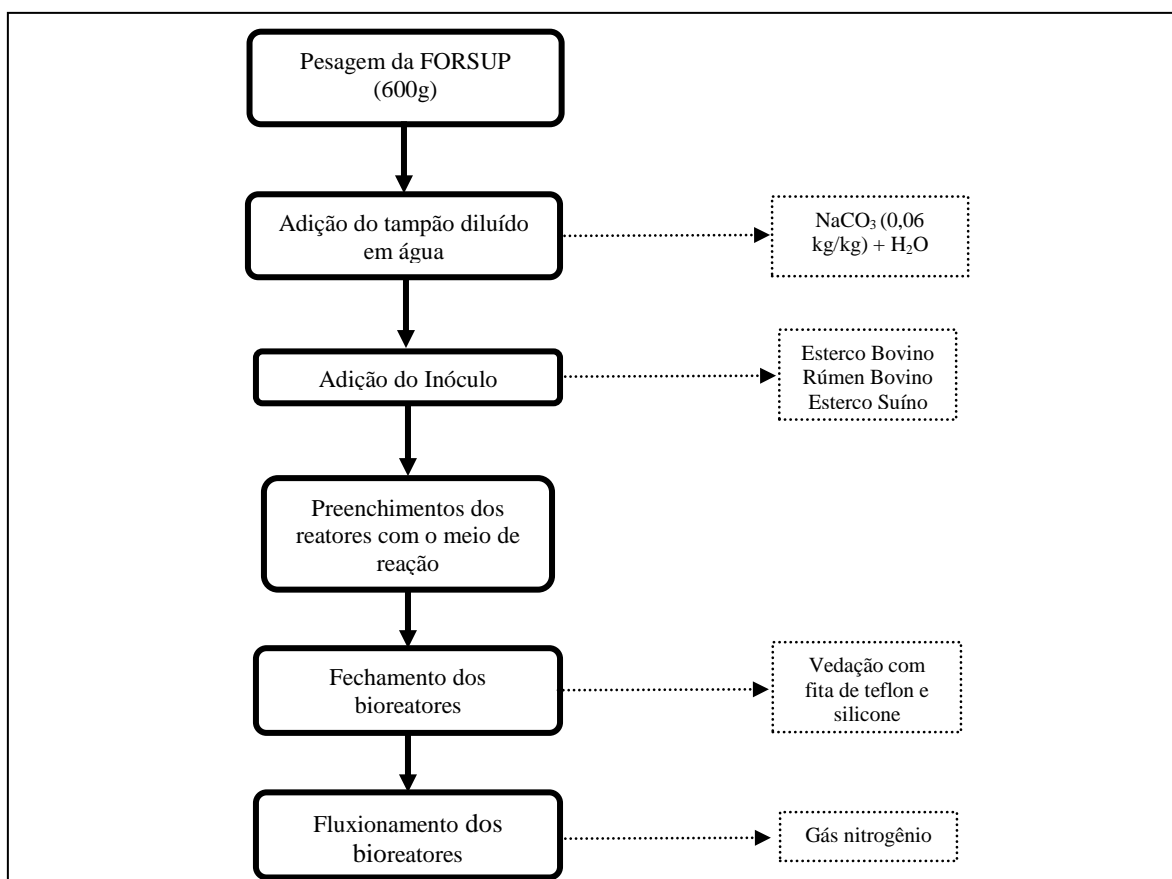 Pesagem da FORSUP
(600g)
Adição do tampão diluído
em água
NaCO₃ (0,06
kg/kg) + H₂O
Adição do Inóculo
Esterco Bovino
Rúmen Bovino
Esterco Suíno
Preenchimentos dos
reatores com o meio de
reação
Fechamento dos
bioreatores
Vedação com
fita de teflon e
silicone
Fluxionamento dos
bioreatores
Gás nitrogênio